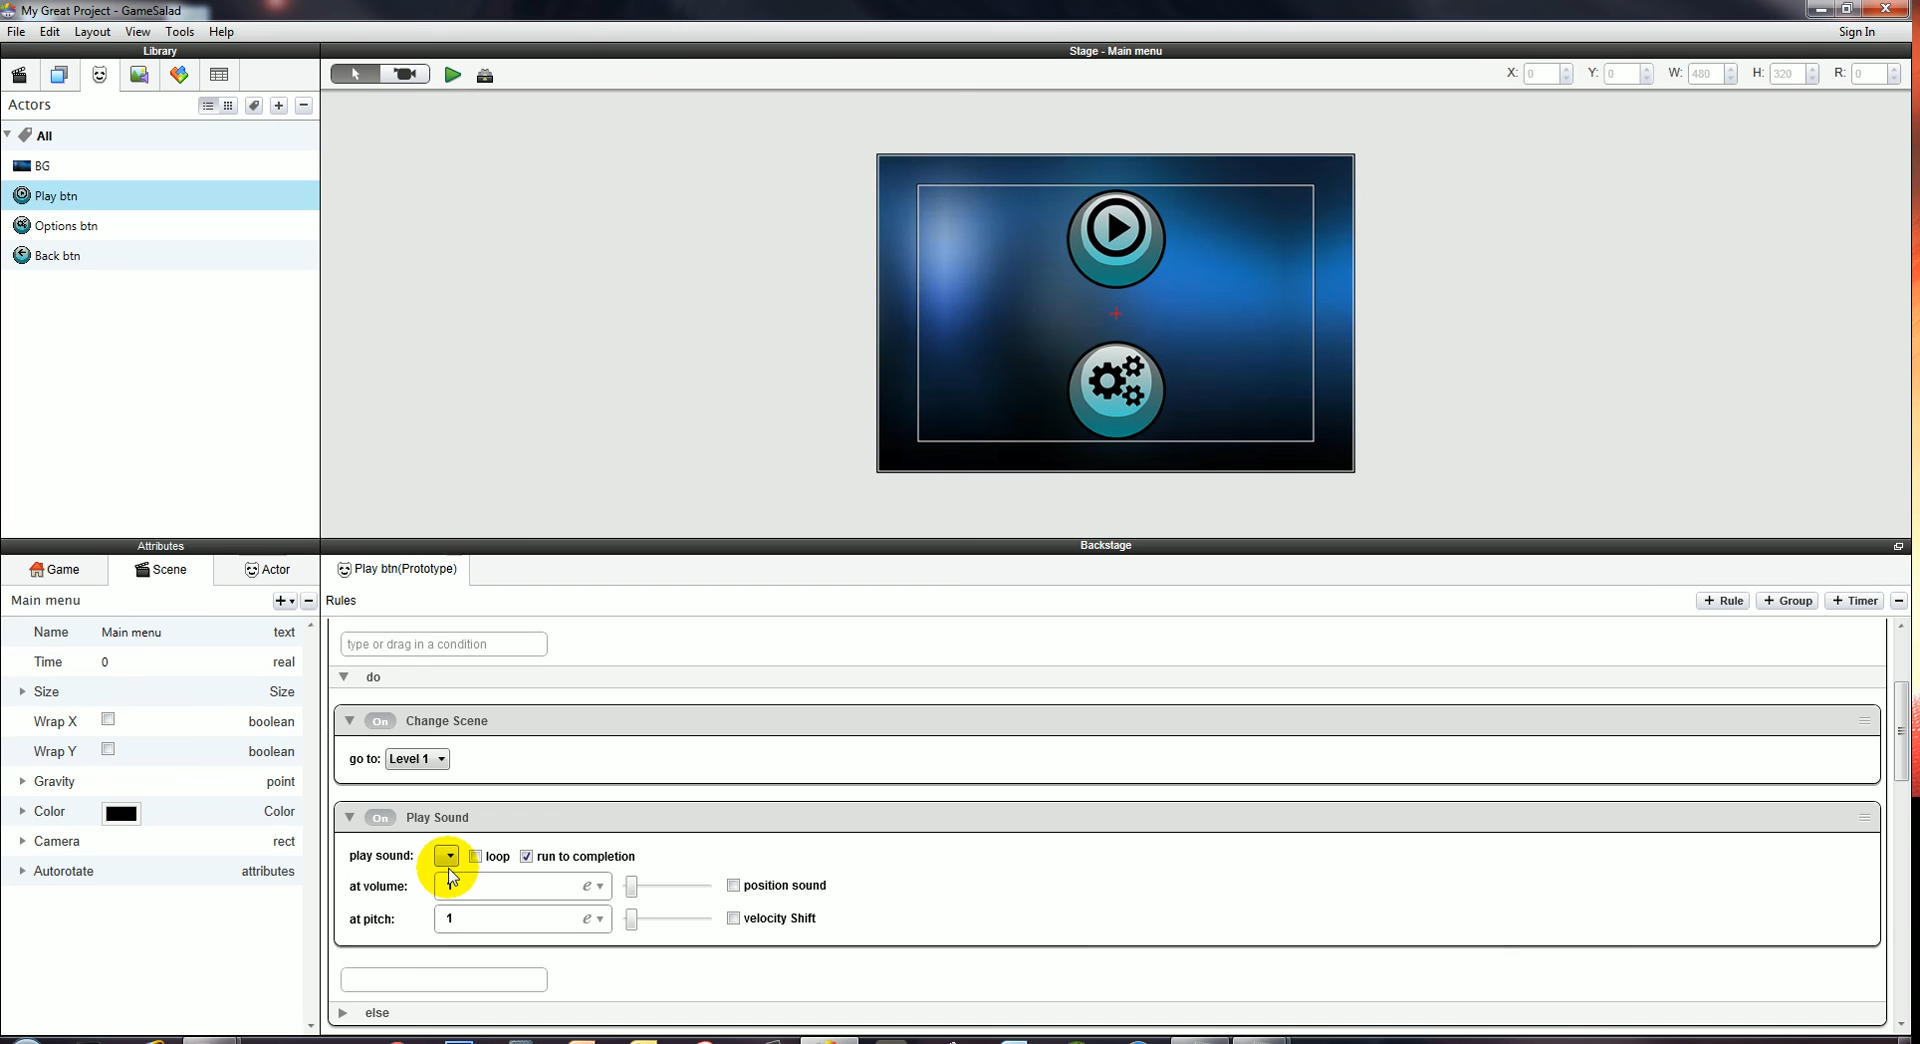 My Great Project - GameSalad
File Edit Layout View Tools Help
Sign In
Library
Stage - Main menu
X: 0 Y: 0 W: 480 H: 320 R: 0
Actors
All
BG
Play btn
Options btn
Back btn
Attributes
Backstage
Game Scene Actor
Play btn(Prototype)
Main menu
Rules
+ Rule + Group + Timer
Name Main menu text
Time 0 real
Size Size
Wrap X boolean
Wrap Y boolean
Gravity point
Color Color
Camera rect
Autorotate attributes
type or drag in a condition
do
On Change Scene
go to: Level 1
On Play Sound
play sound: loop run to completion
at volume: e position sound
at pitch: 1 e velocity Shift
else